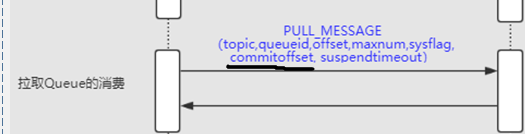 PULL_MESSAGE
(topic,queueid,offset,maxnum,sysflag,
commitoffset, suspendtimeout)
拉取Queue的消费